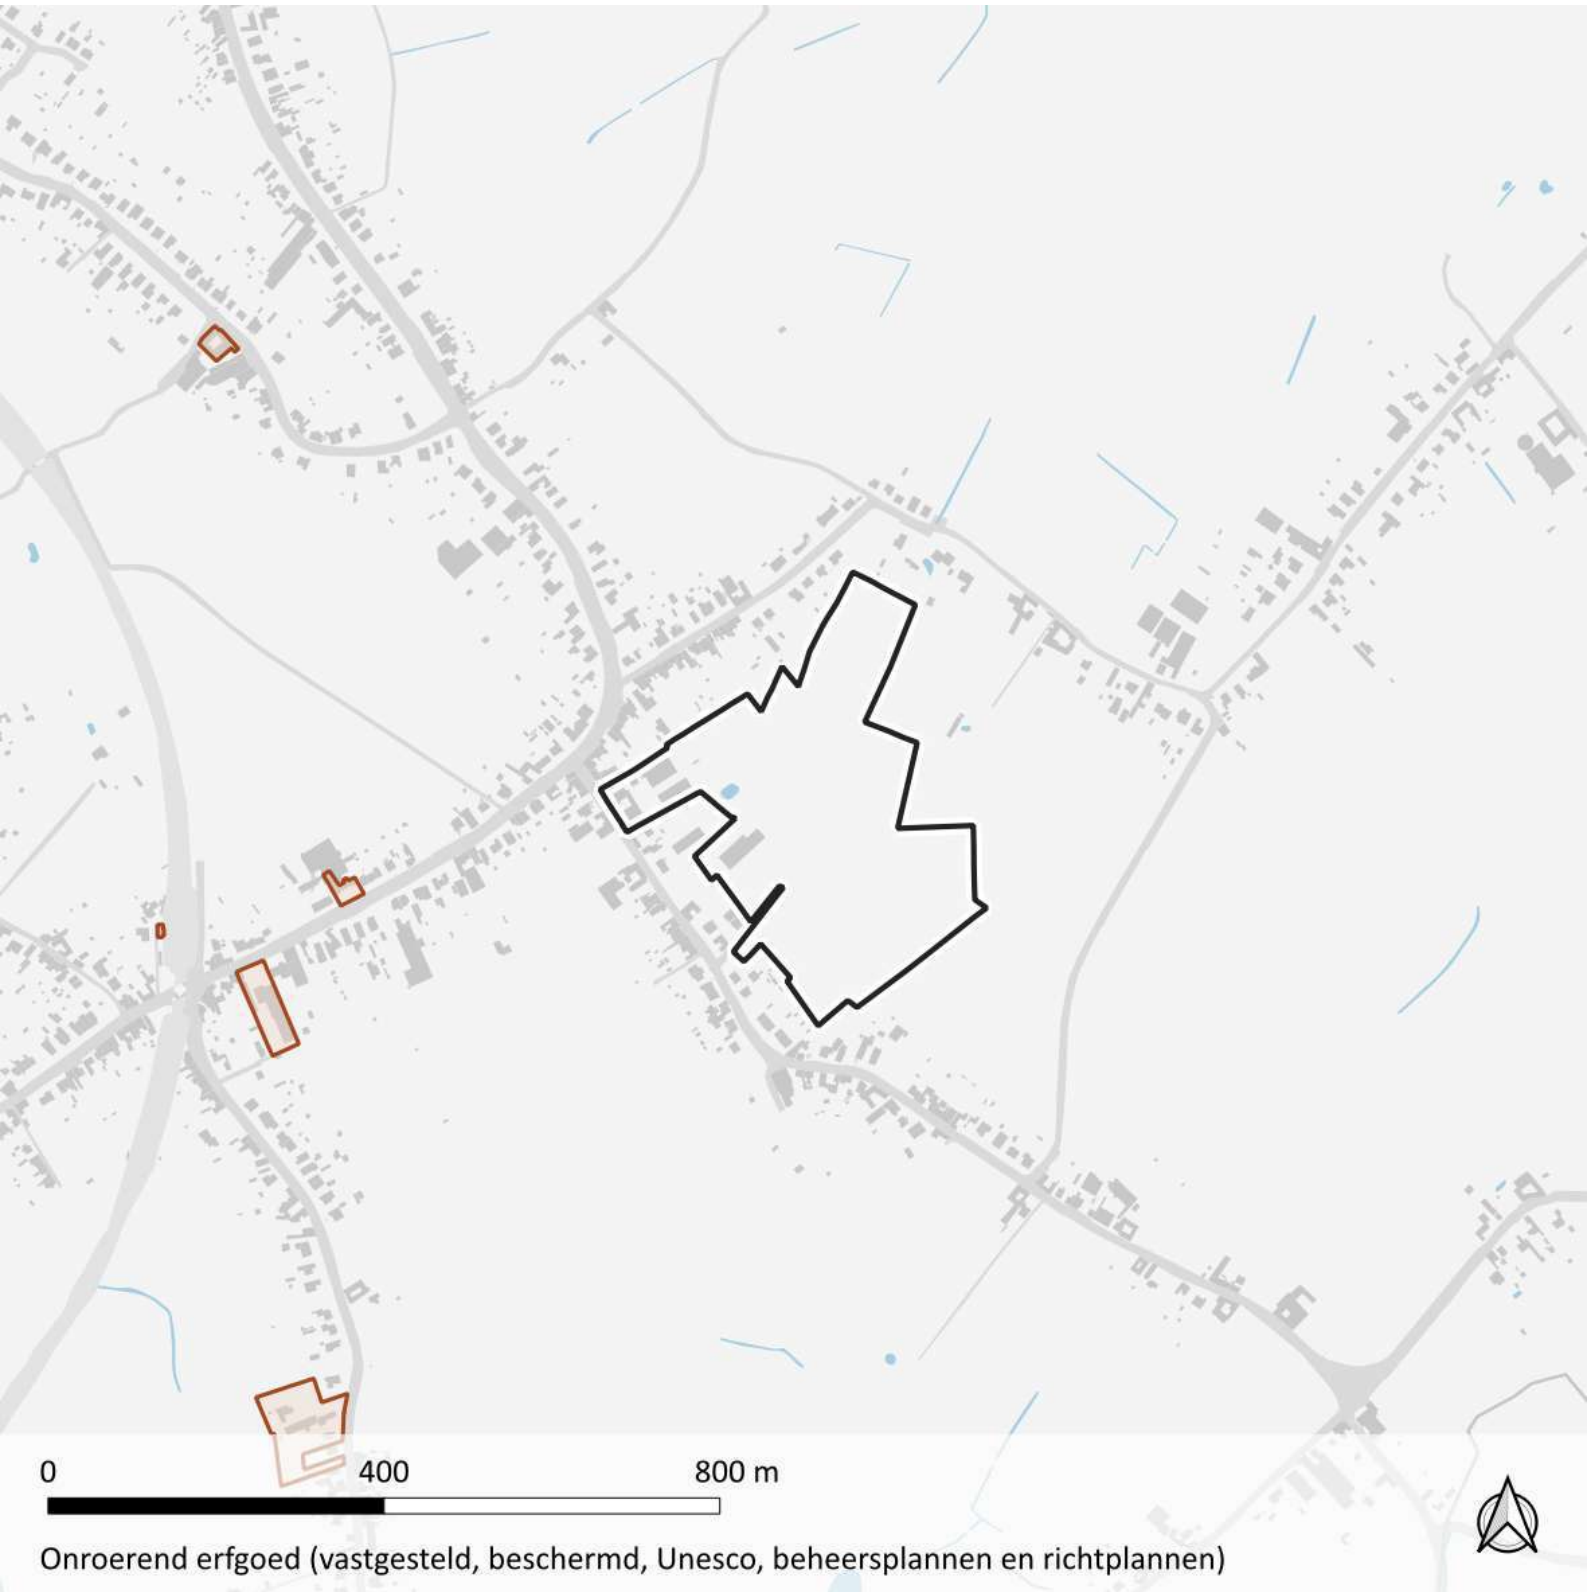 0 400 800 m
Onroerend erfgoed (vastgesteld, beschermd, Unesco, beheersplannen en richtplannen)